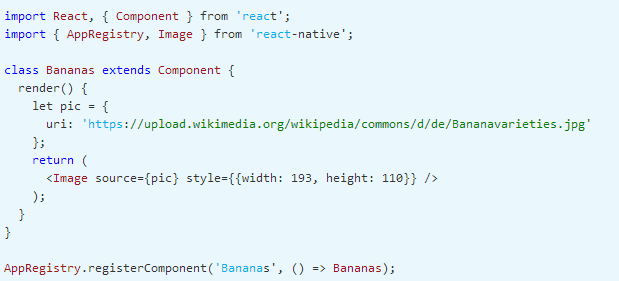 import React, { Component } from 'react';
import { AppRegistry, Image } from 'react-native';
class Bananas extends Component {
render() {
let pic = {
uri: 'https://upload.wikimedia.org/wikipedia/commons/d/de/Bananavarieties.jpg'
};
return (
<Image source={pic} style={{width: 193, height: 110}} />
);
}
}
AppRegistry.registerComponent('Bananas', () => Bananas);